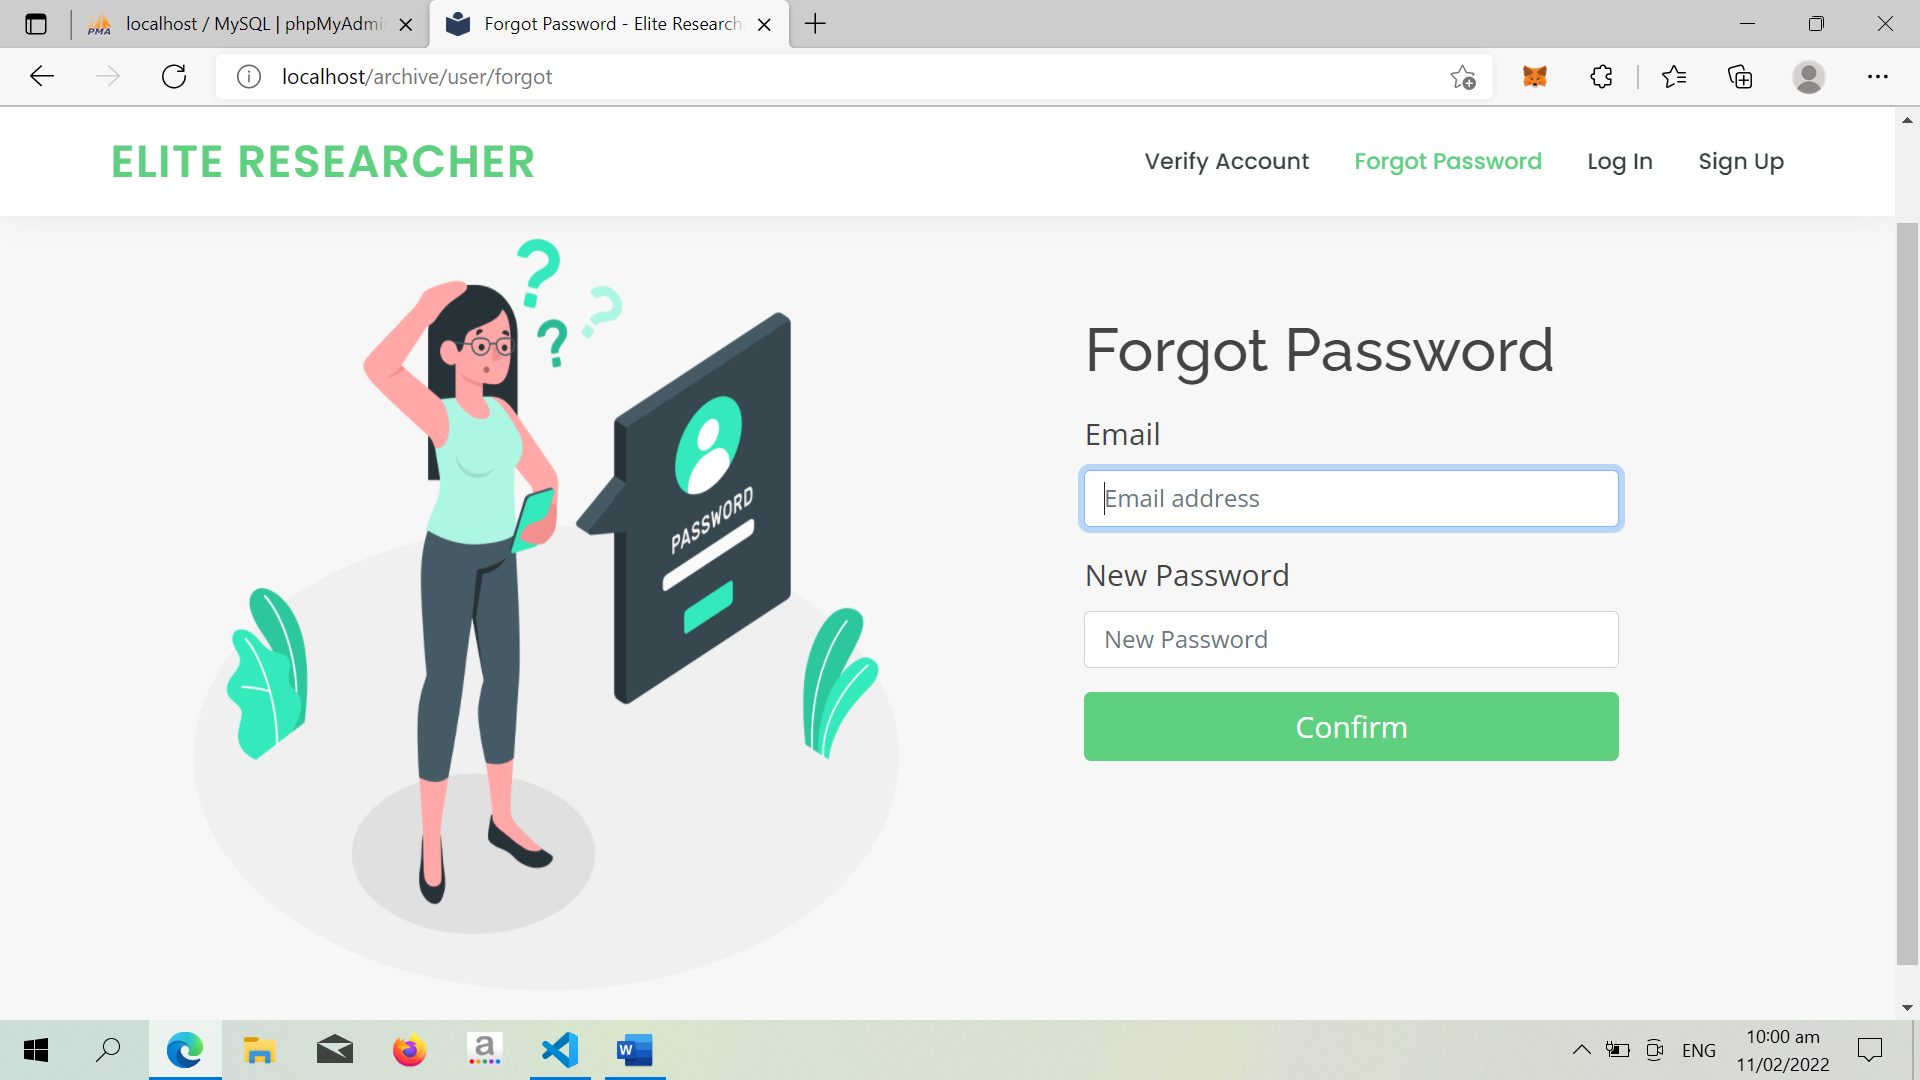 localhost / MySQL | phpMyAdmi
Forgot Password - Elite Research
localhost/archive/user/forgot
ELITE RESEARCHER
Verify Account
Forgot Password
Log In
Sign Up
? ? ?
PASSWORD
Forgot Password
Email
Email address
New Password
New Password
Confirm
ENG
10:00 am
11/02/2022